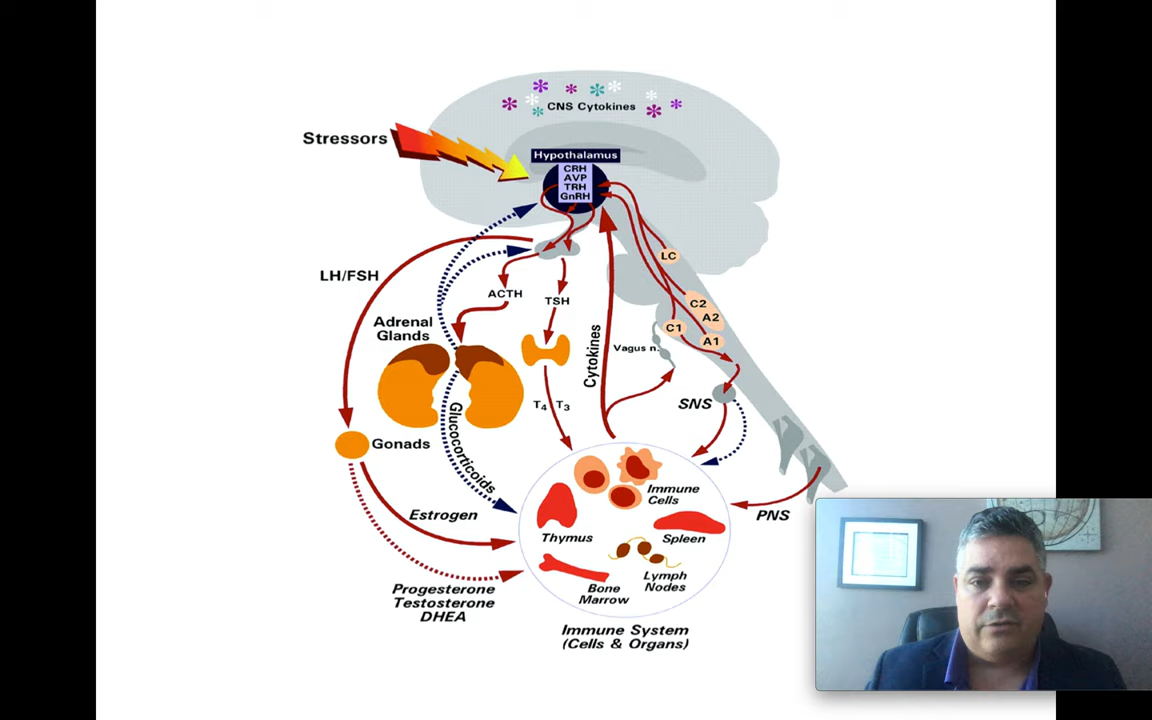 CNS Cytokines
Stressors
Hypothalamus
CRH
AVP
TRH
GnRH
LC
LH/FSH
ACTH
TSH
C2
A2
C1
A1
Adrenal
Glands
Cytokines
Vagus n.
SNS
T4 T3
Glucocorticoids
Gonads
Immune
Cells
Estrogen
PNS
Thymus
Spleen
Lymph
Nodes
Bone
Marrow
Progesterone
Testosterone
DHEA
Immune System
(Cells & Organs)